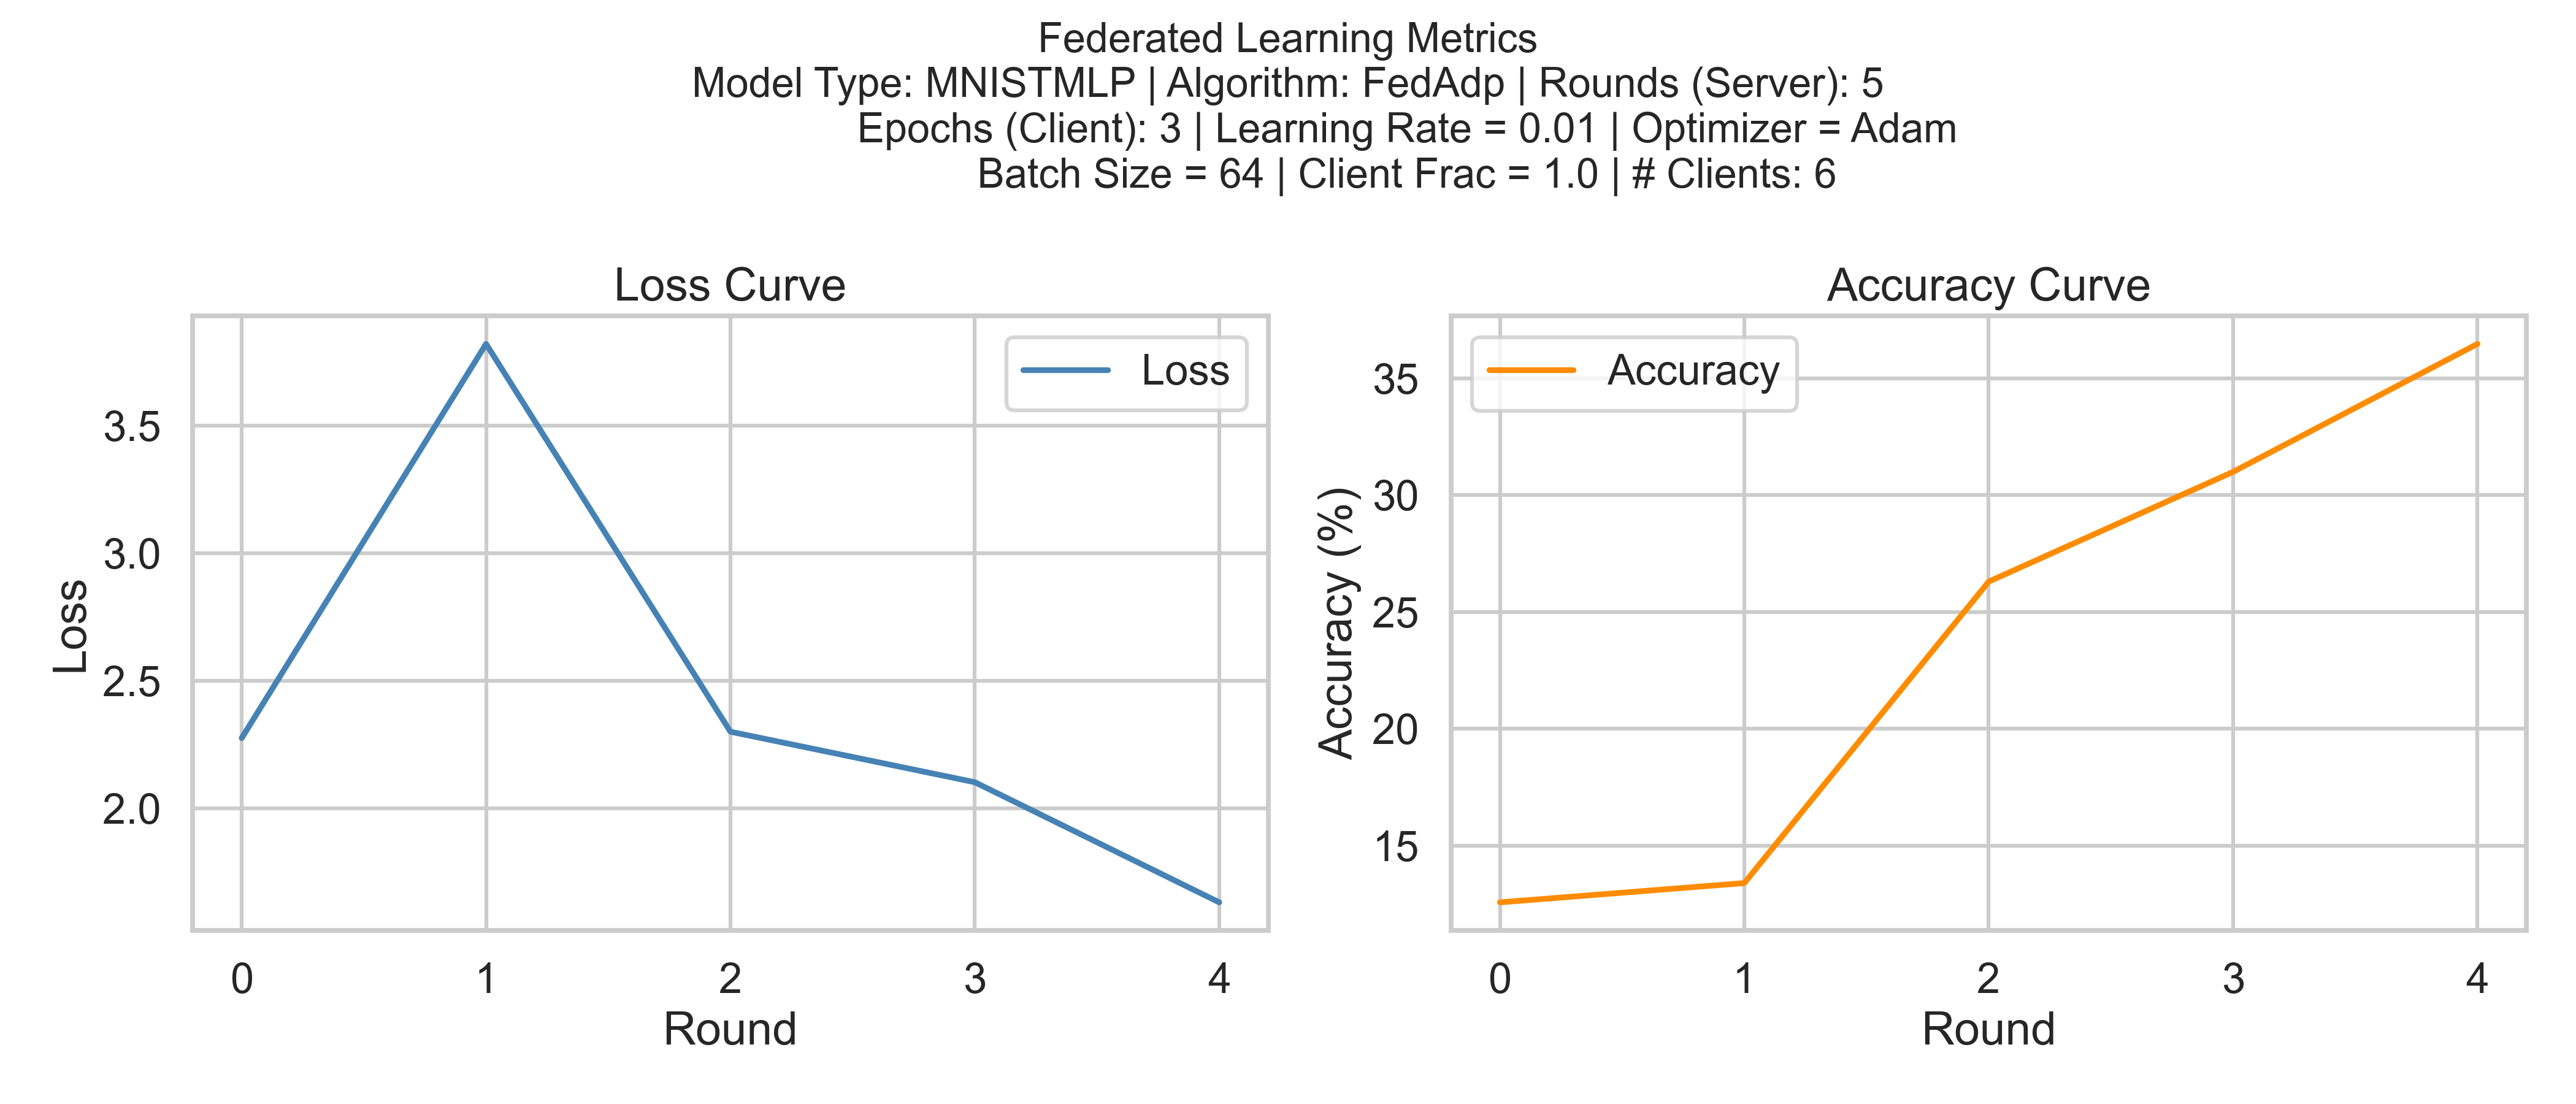 Federated Learning Metrics
Model Type: MNISTMLP | Algorithm: FedAdp | Rounds (Server): 5
Epochs (Client): 3 | Learning Rate = 0.01 | Optimizer = Adam
Batch Size = 64 | Client Frac = 1.0 | # Clients: 6
Loss Curve
Loss
3.5
3.0
2.5
2.0
Loss
0 1 2 3 4
Round
Accuracy Curve
Accuracy
35
30
25
20
15
Accuracy (%)
0 1 2 3 4
Round